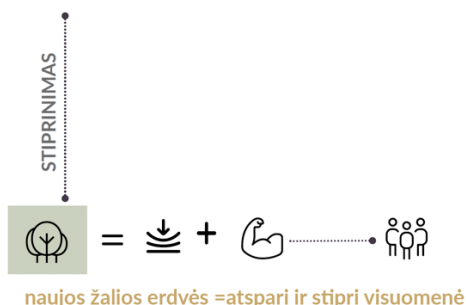 STIPRINIMAS
= +
naujos žalios erdvės =atspari ir stipri visuomenė